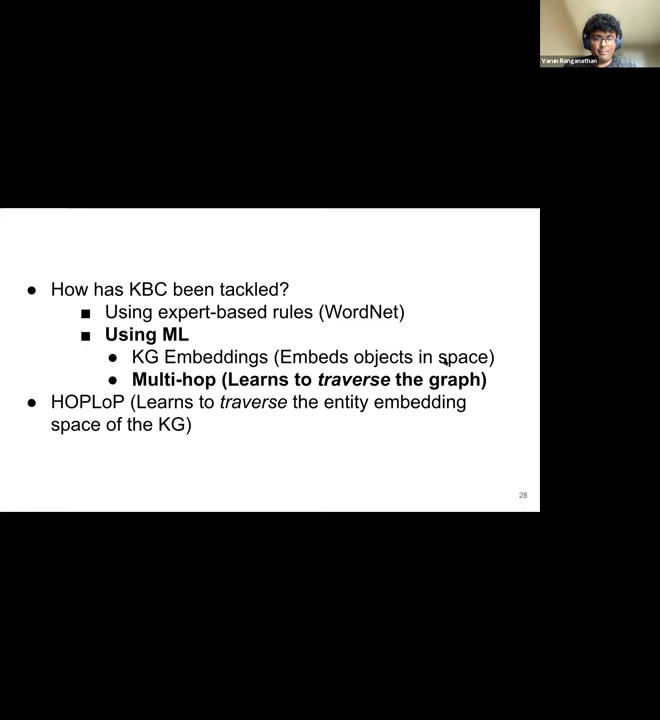 Varun Ranganathan
● How has KBC been tackled?
■ Using expert-based rules (WordNet)
■ Using ML
● KG Embeddings (Embeds objects in space)
● Multi-hop (Learns to traverse the graph)
● HOPLoP (Learns to traverse the entity embedding
space of the KG)
28